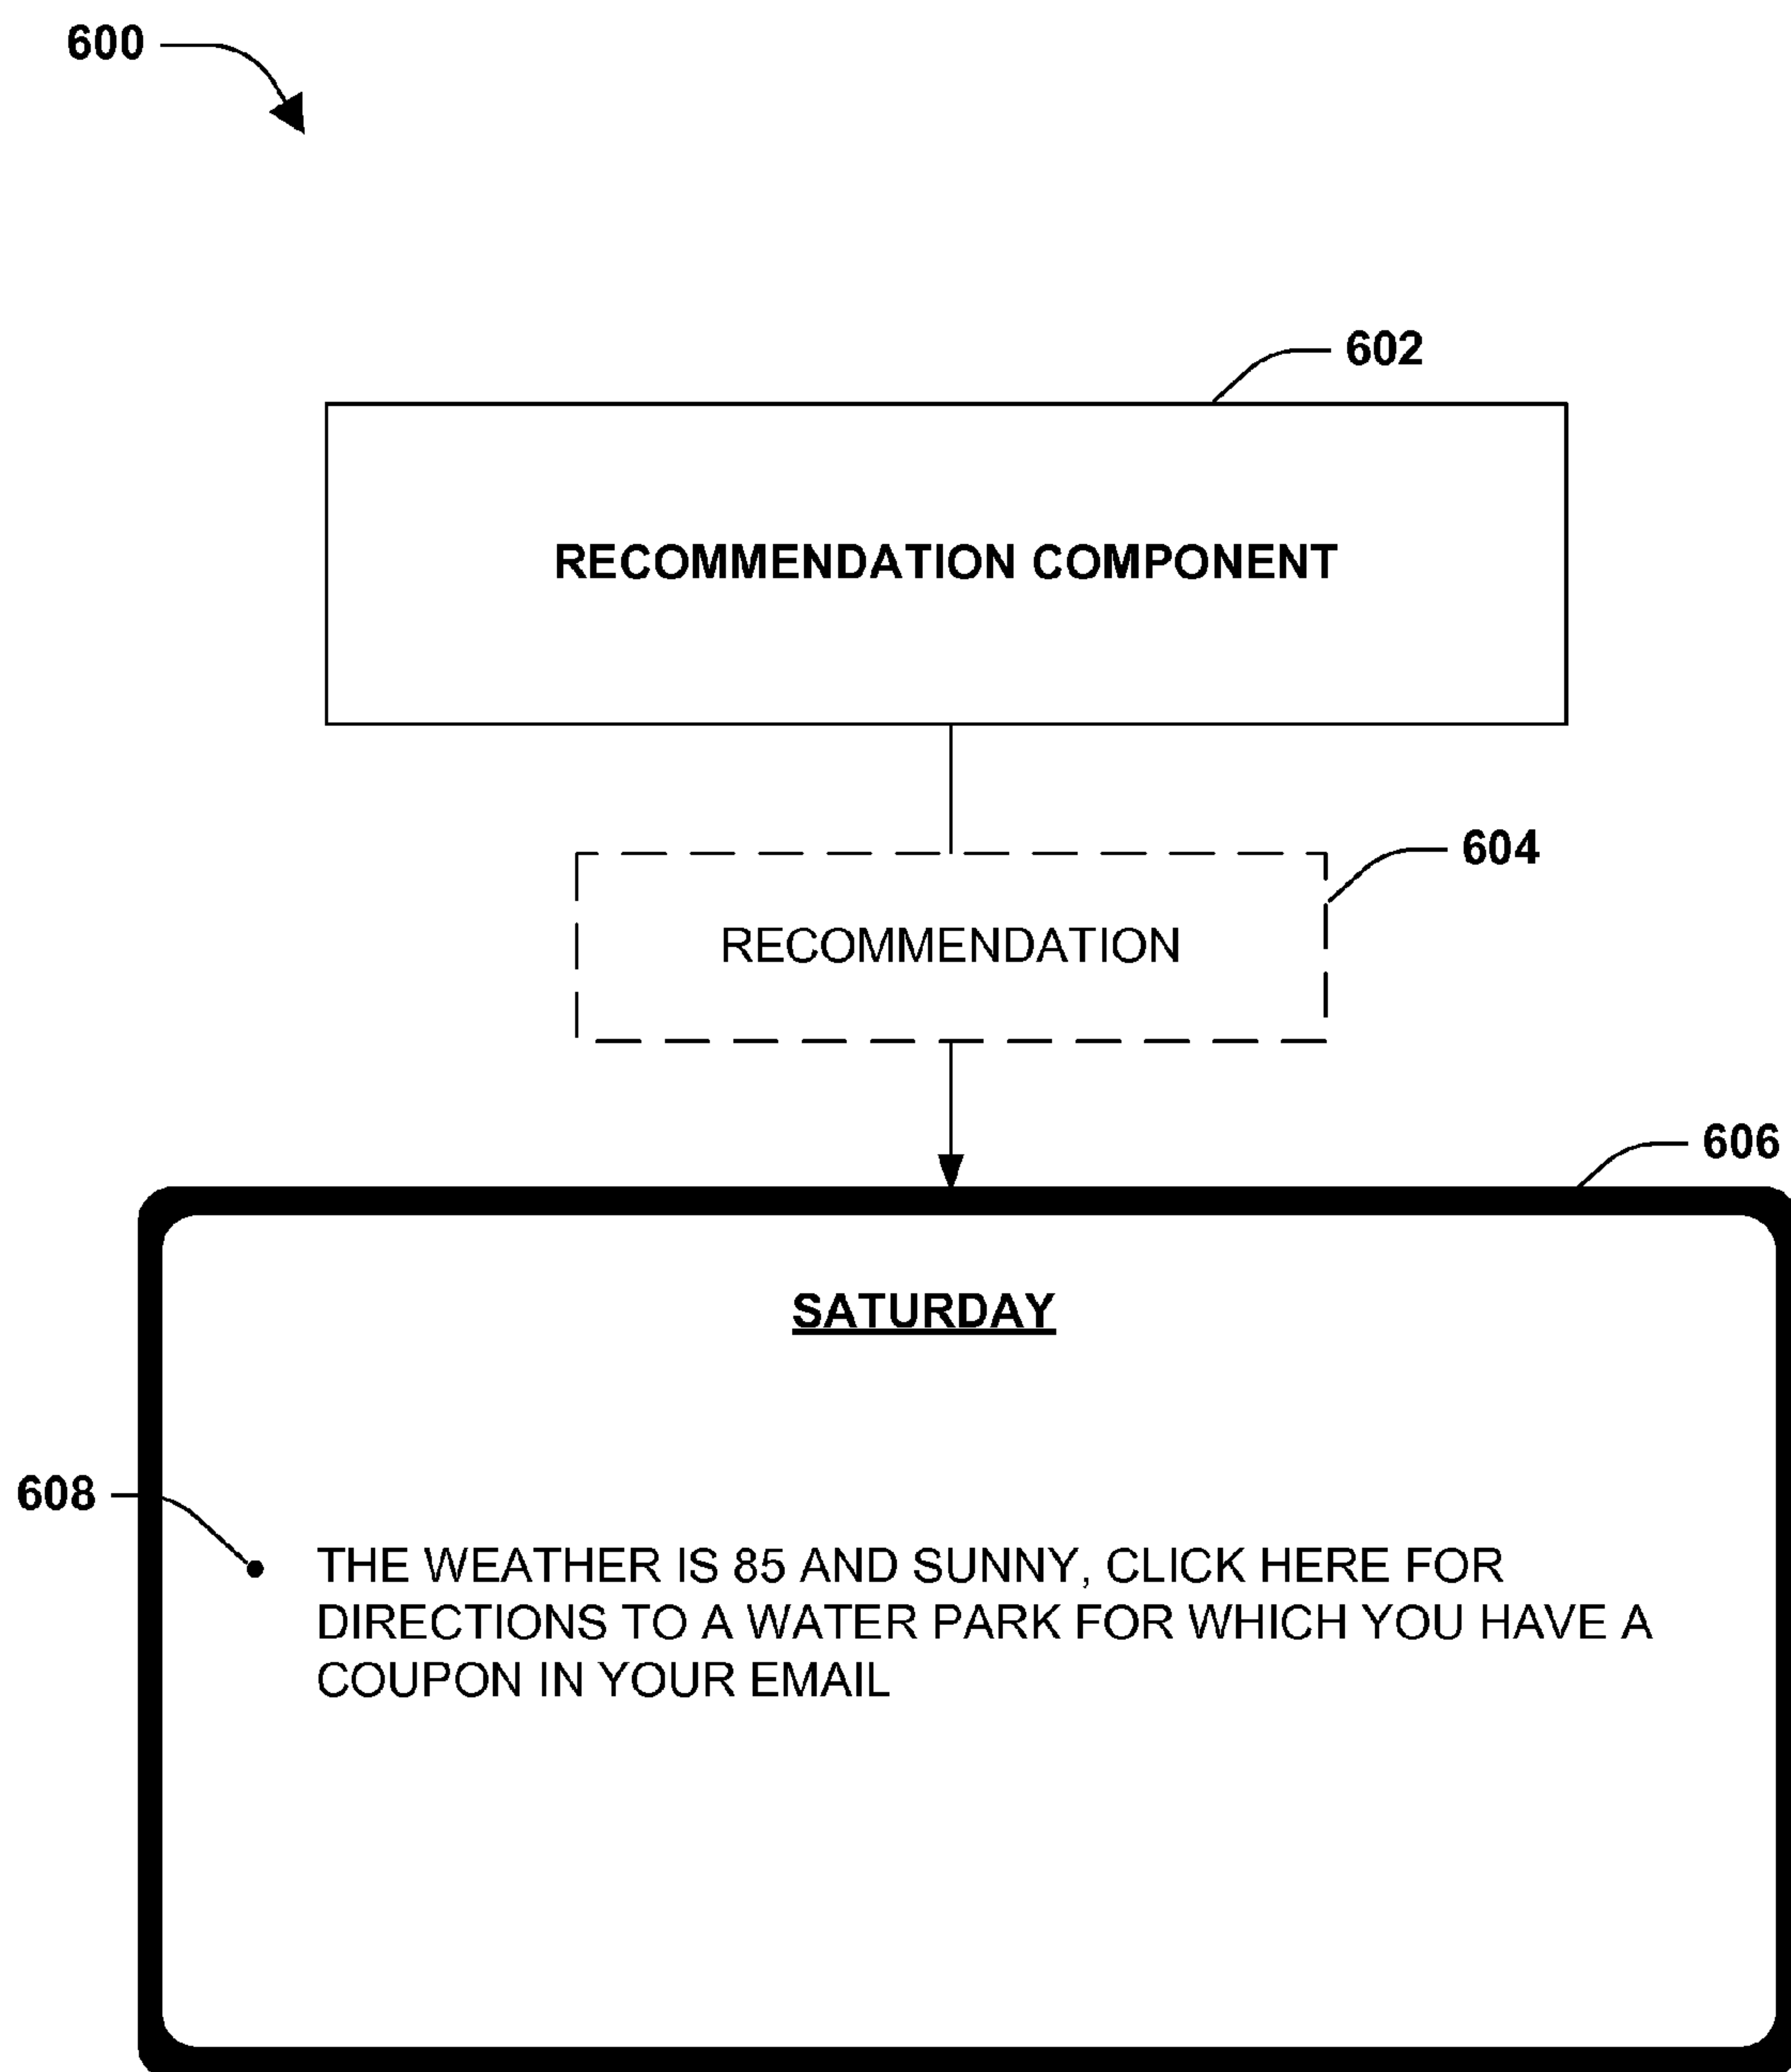 600
602
RECOMMENDATION COMPONENT
604
RECOMMENDATION
606
SATURDAY
608
THE WEATHER IS 85 AND SUNNY, CLICK HERE FOR
DIRECTIONS TO A WATER PARK FOR WHICH YOU HAVE A
COUPON IN YOUR EMAIL